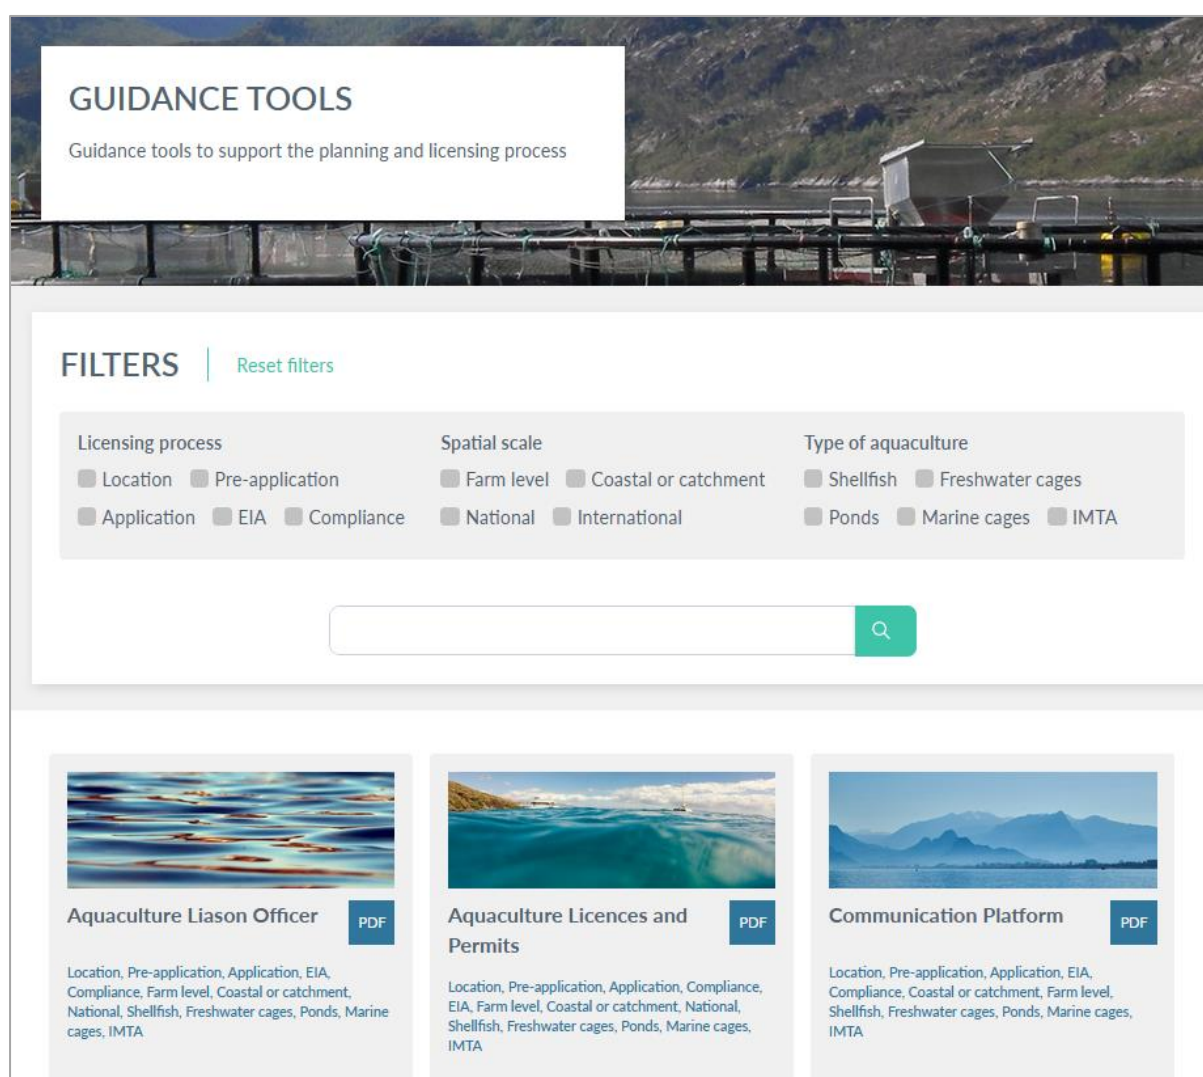 GUIDANCE TOOLS
Guidance tools to support the planning and licensing process
FILTERS
Reset filters
Licensing process
Location Pre-application
Application EIA Compliance
Spatial scale
Farm level Coastal or catchment
National International
Type of aquaculture
Shellfish Freshwater cages
Ponds Marine cages IMTA
Aquaculture Liason Officer
PDF
Location, Pre-application, Application, EIA,
Compliance, Farm level, Coastal or catchment,
National, Shellfish, Freshwater cages, Ponds, Marine
cages, IMTA
Aquaculture Licences and
Permits
PDF
Location, Pre-application, Application, Compliance,
EIA, Farm level, Coastal or catchment, National,
Shellfish, Freshwater cages, Ponds, Marine cages,
IMTA
Communication Platform
PDF
Location, Pre-application, Application, EIA,
Compliance, Coastal or catchment, Farm level,
Shellfish, Freshwater cages, Ponds, Marine cages,
IMTA